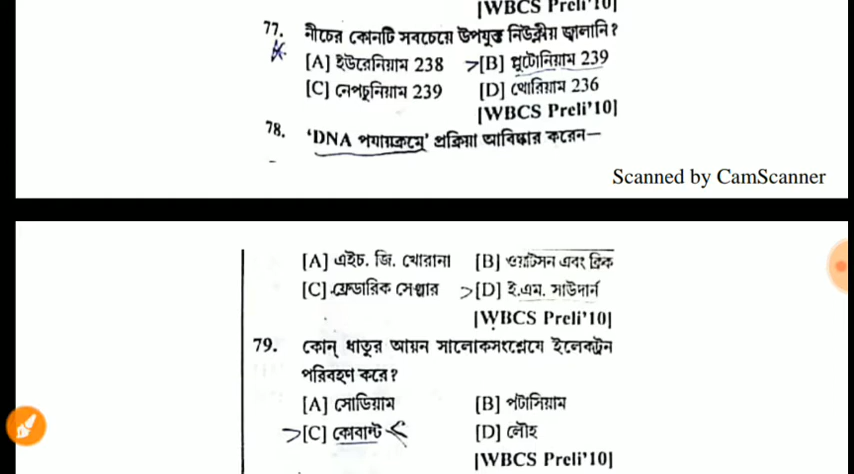 [WBCS Preli'10]
77. নীচের কোনটি সবচেয়ে উপযুক্ত নিউক্লীয় জ্বালানি?
[A] ইউরেনিয়াম 238 [B] প্লুটোনিয়াম 239
[C] নেপচুনিয়াম 239 [D] থোরিয়াম 236
[WBCS Preli'10]
78. 'DNA পর্যায়ক্রমে' প্রক্রিয়া আবিষ্কার করেন—
Scanned by CamScanner
[A] এইচ. জি. খোরানা [B] ওয়াটসন এবং ক্রিক
[C] ফ্রেডারিক সেঙ্গার [D] ই.এম. সাউদার্ন
[WBCS Preli'10]
79. কোন্ ধাতুর আয়ন সালোকসংশ্লেষে ইলেকট্রন
পরিবহণ করে?
[A] সোডিয়াম [B] পটাসিয়াম
[C] কোবাল্ট [D] লৌহ
[WBCS Preli'10]